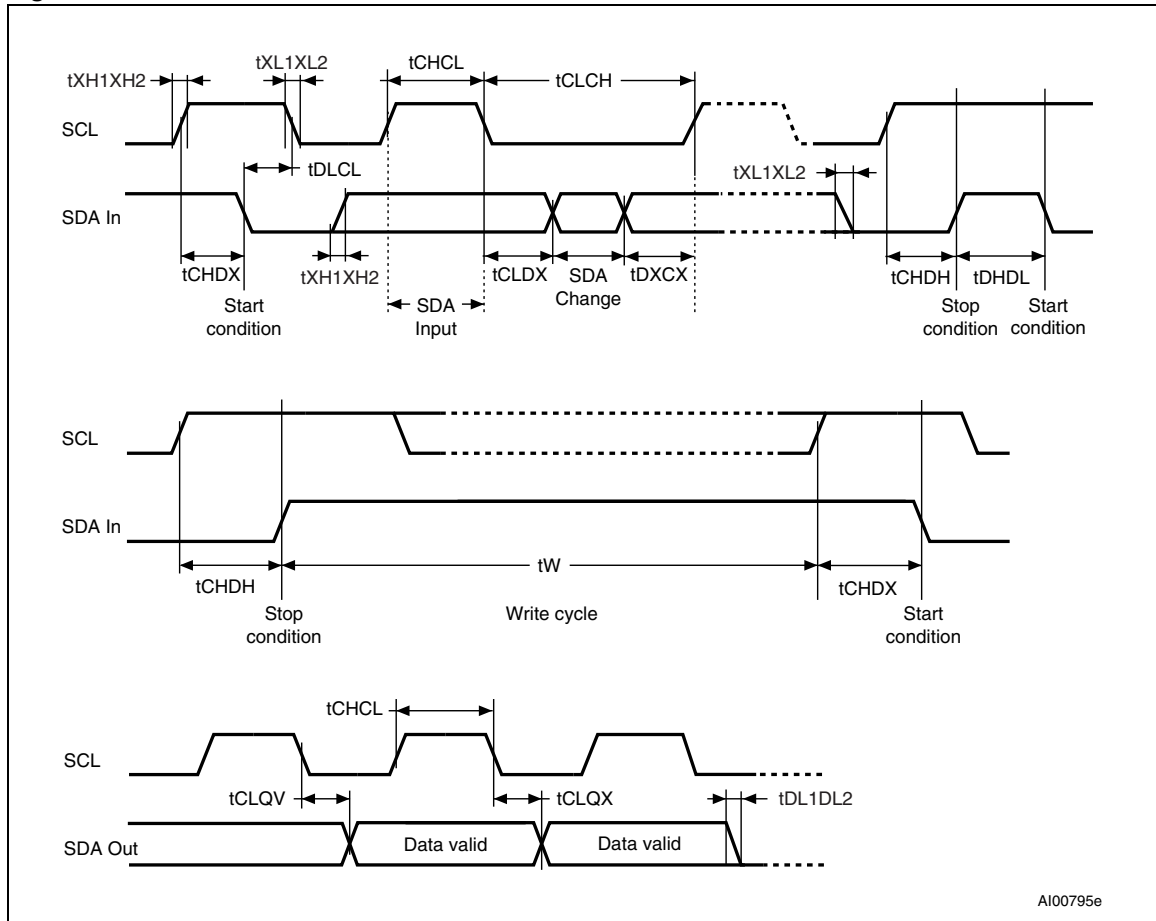 tXH1XH2
tXL1XL2
tCHCL
tCLCH
SCL
tDLCL
tXL1XL2
SDA In
tCHDX
tXH1XH2
tCLDX
SDA
Change
tDXCX
tCHDH
tDHDL
Start
condition
SDA
Input
Stop
condition
Start
condition
SCL
SDA In
tCHDH
tW
tCHDX
Stop
condition
Write cycle
Start
condition
tCHCL
SCL
tCLQV
tCLQX
tDL1DL2
SDA Out
Data valid
Data valid
AI00795e